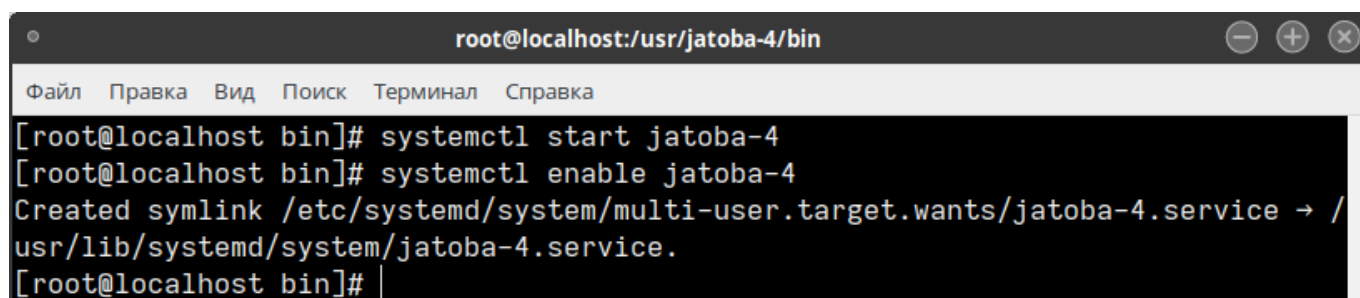 root@localhost:/usr/jatoba-4/bin
Файл Правка Вид Поиск Терминал Справка
[root@localhost bin]# systemctl start jatoba-4
[root@localhost bin]# systemctl enable jatoba-4
Created symlink /etc/systemd/system/multi-user.target.wants/jatoba-4.service → /
usr/lib/systemd/system/jatoba-4.service.
[root@localhost bin]#